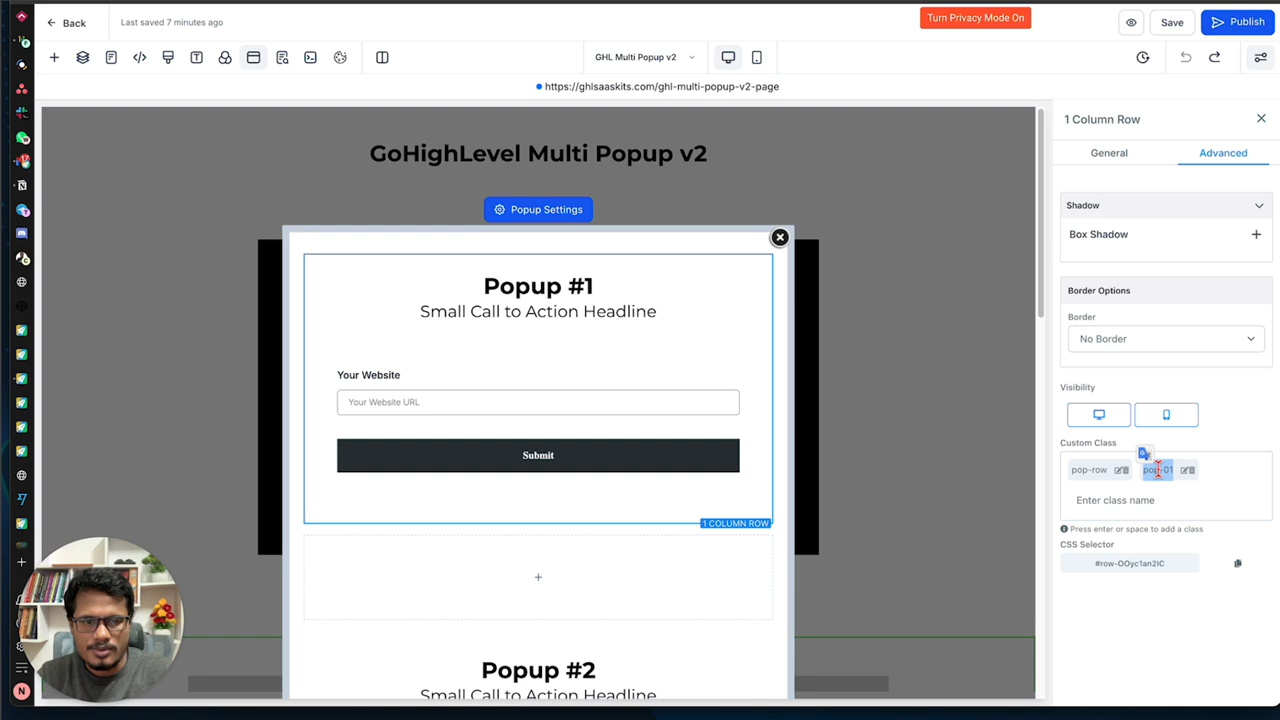 Back
Last saved 7 minutes ago
Turn Privacy Mode On
Save
Publish
GHL Multi Popup v2
https://ghlsaaskits.com/ghl-multi-popup-v2-page
GoHighLevel Multi Popup v2
Popup Settings
Popup #1
Small Call to Action Headline
Your Website
Your Website URL
Submit
1 COLUMN ROW
Popup #2
Small Call to Action Headline
1 Column Row
General
Advanced
Shadow
Box Shadow
Border Options
Border
No Border
Visibility
Custom Class
pop-row
pop-01
Enter class name
Press enter or space to add a class
CSS Selector
#row-OOyc1an2IC
N